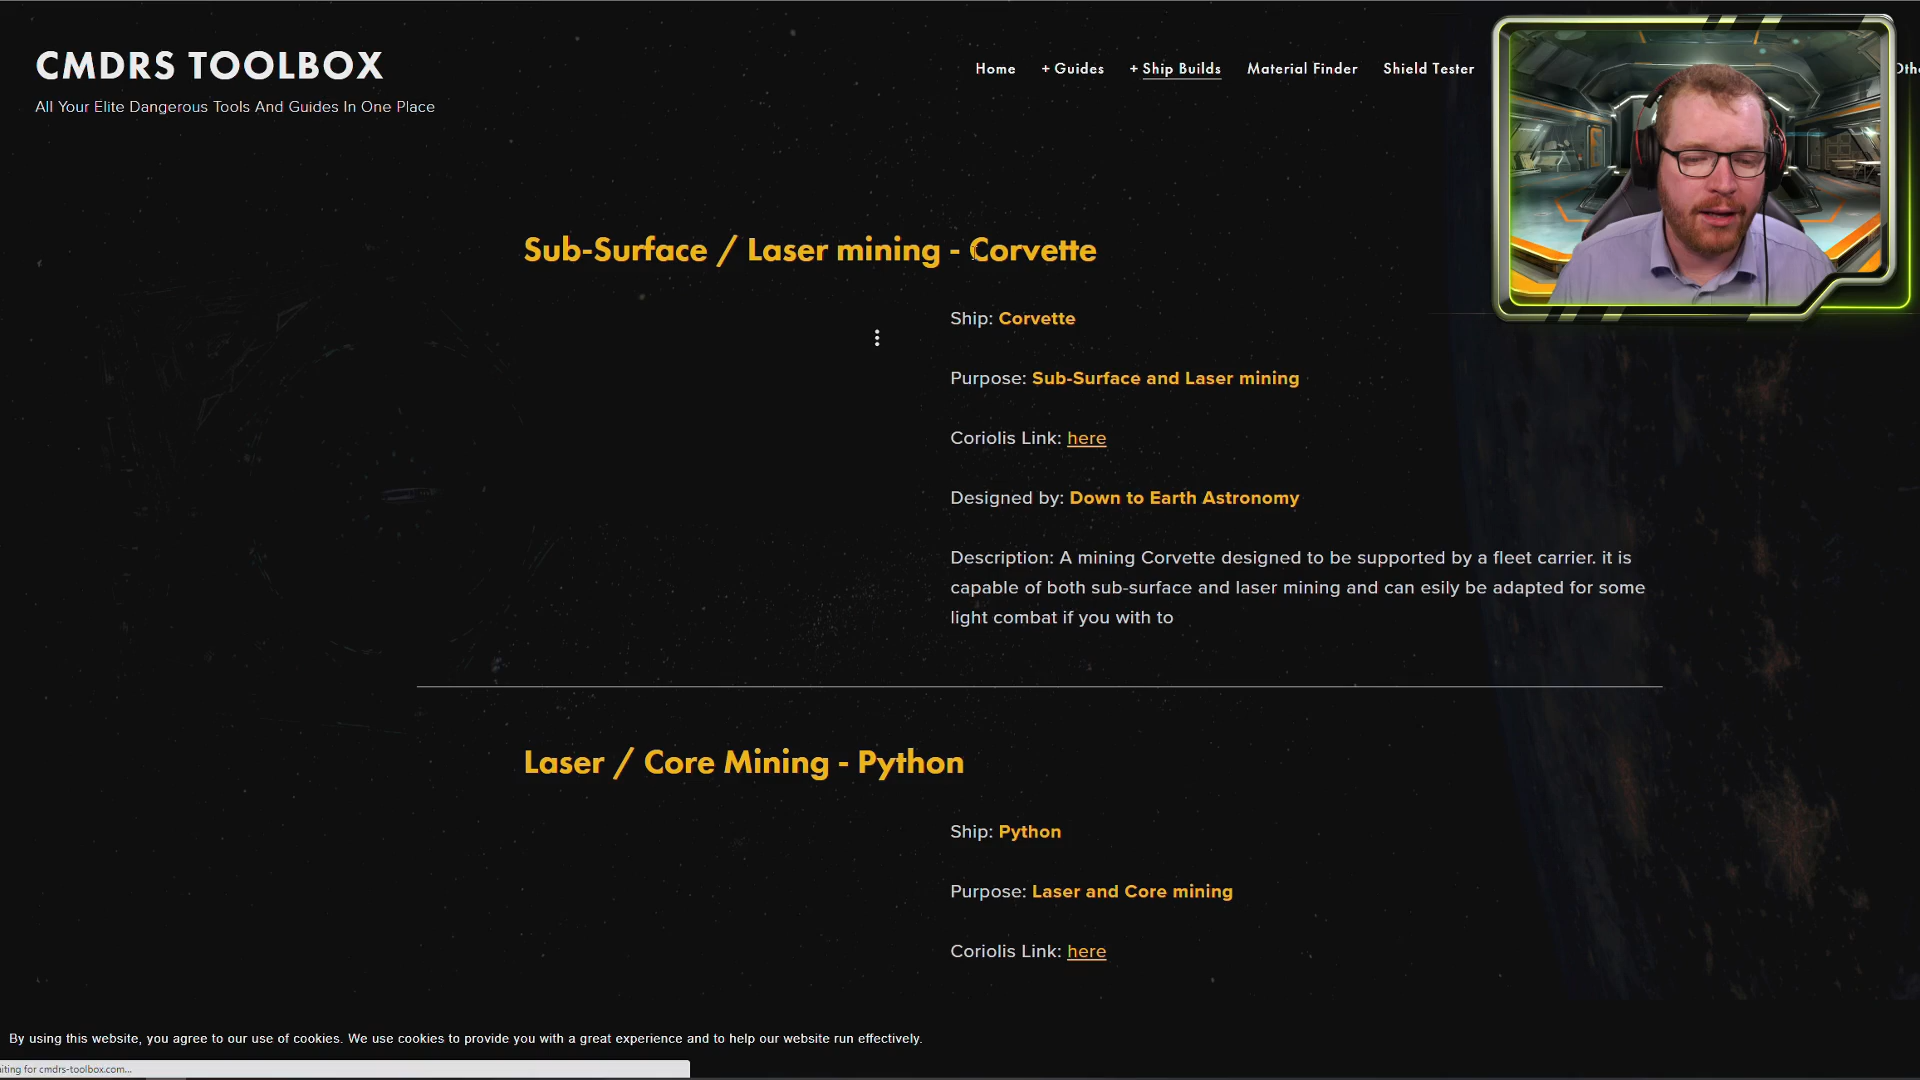 CMDRS TOOLBOX
All Your Elite Dangerous Tools And Guides In One Place
Home + Guides + Ship Builds Material Finder Shield Tester
Sub-Surface / Laser mining - Corvette
Ship: Corvette
Purpose: Sub-Surface and Laser mining
Coriolis Link: here
Designed by: Down to Earth Astronomy
Description: A mining Corvette designed to be supported by a fleet carrier. it is
capable of both sub-surface and laser mining and can esily be adapted for some
light combat if you with to
Laser / Core Mining - Python
Ship: Python
Purpose: Laser and Core mining
Coriolis Link: here
By using this website, you agree to our use of cookies. We use cookies to provide you with a great experience and to help our website run effectively.
for cmdrs-toolbox.com...